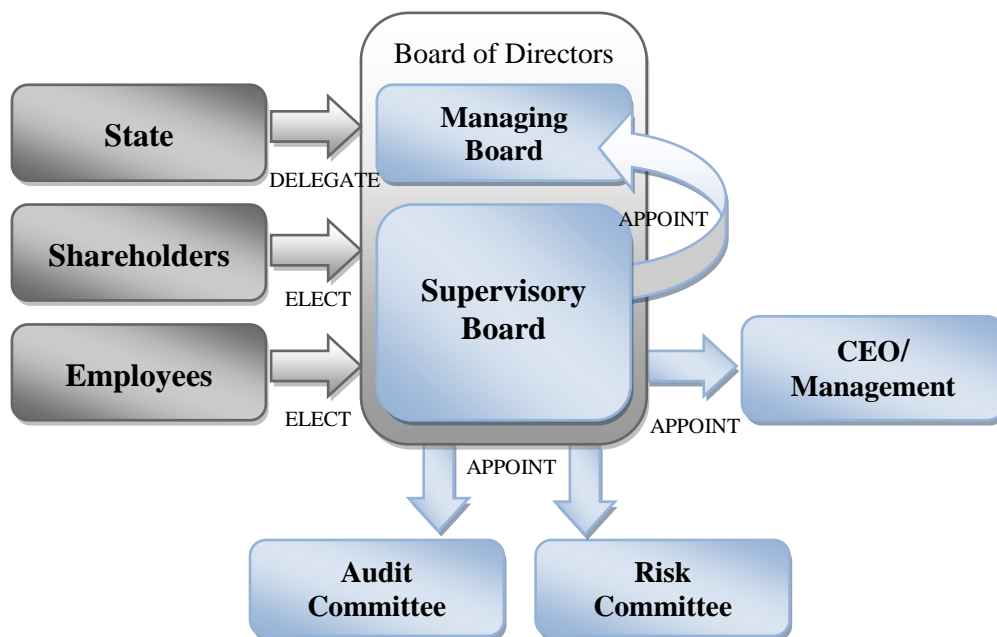 Board of Directors
State
DELEGATE
Managing
Board
Shareholders
ELECT
APPOINT
Supervisory
Board
Employees
ELECT
CEO/
Management
APPOINT
APPOINT
Audit
Committee
Risk
Committee